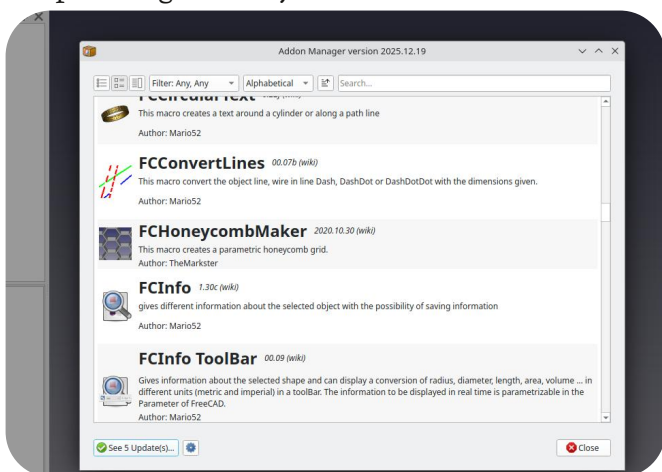 Addon Manager version 2025.12.19
Filter: Any, Any
Alphabetical
Search...
FCCircularText
This macro creates a text around a cylinder or along a path line
Author: Mario52
FCConvertLines 00.07b (wiki)
This macro convert the object line, wire in line Dash, DashDot or DashDotDot with the dimensions given.
Author: Mario52
FCHoneycombMaker 2020.10.30 (wiki)
This macro creates a parametric honeycomb grid.
Author: TheMarkster
FCInfo 1.30c (wiki)
gives different information about the selected object with the possibility of saving information
Author: Mario52
FCInfo ToolBar 00.09 (wiki)
Gives information about the selected shape and can display a conversion of radius, diameter, length, area, volume ... in
different units (metric and imperial) in a toolBar. The information to be displayed in real time is parametrizable in the
Parameter of FreeCAD.
Author: Mario52
See 5 Update(s)...
Close